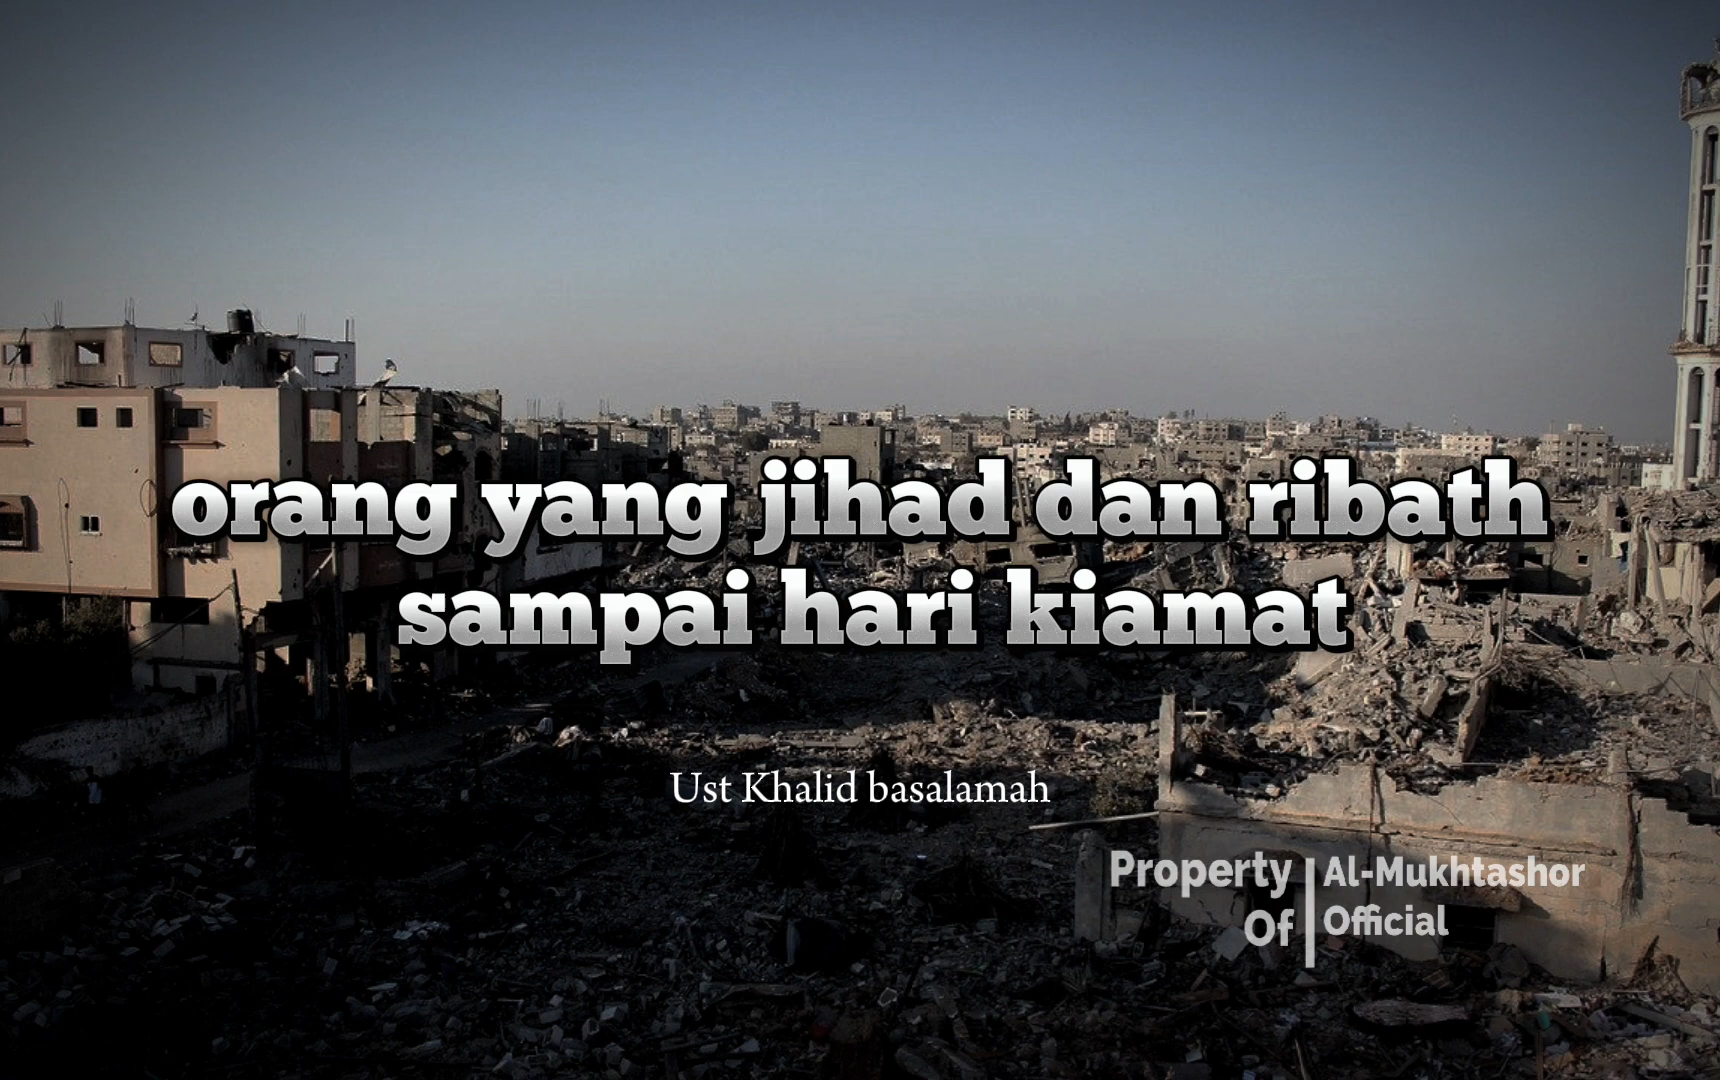 orang yang jihad dan ribath
sampai hari kiamat
Ust Khalid basalamah
Property Of
Al-Mukhtashor
Official